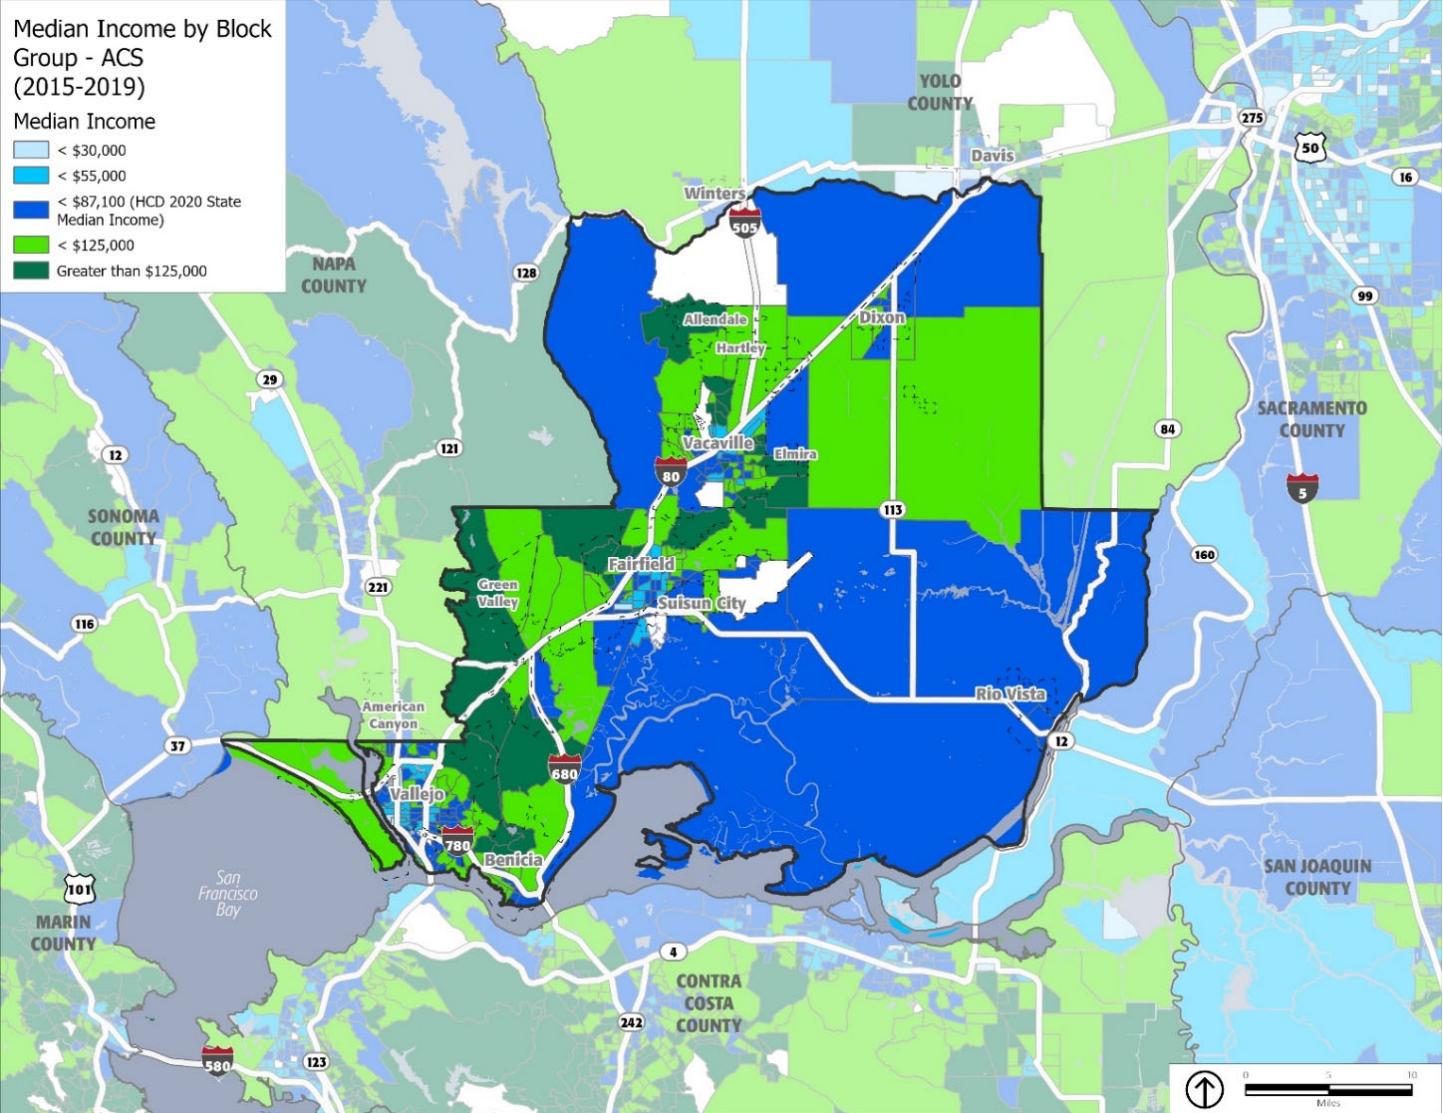 Median Income by Block
Group - ACS
(2015-2019)
Median Income
< $30,000
< $55,000
< $87,100 (HCD 2020 State
Median Income)
< $125,000
Greater than $125,000
YOLO
COUNTY
275
50
Davis
16
Winters
505
NAPA
COUNTY
128
99
Allendale
Dixon
Hartley
29
SACRAMENTO
COUNTY
84
12
121
Vacaville
Elmira
80
5
113
SONOMA
COUNTY
160
Fairfield
221
Green
Valley
Suisun City
116
Rio Vista
American
Canyon
37
12
680
Vallejo
780
Benicia
San
Francisco
Bay
101
SAN JOAQUIN
COUNTY
MARIN
COUNTY
4
CONTRA
COSTA
COUNTY
242
580
123
0 5 10
Miles